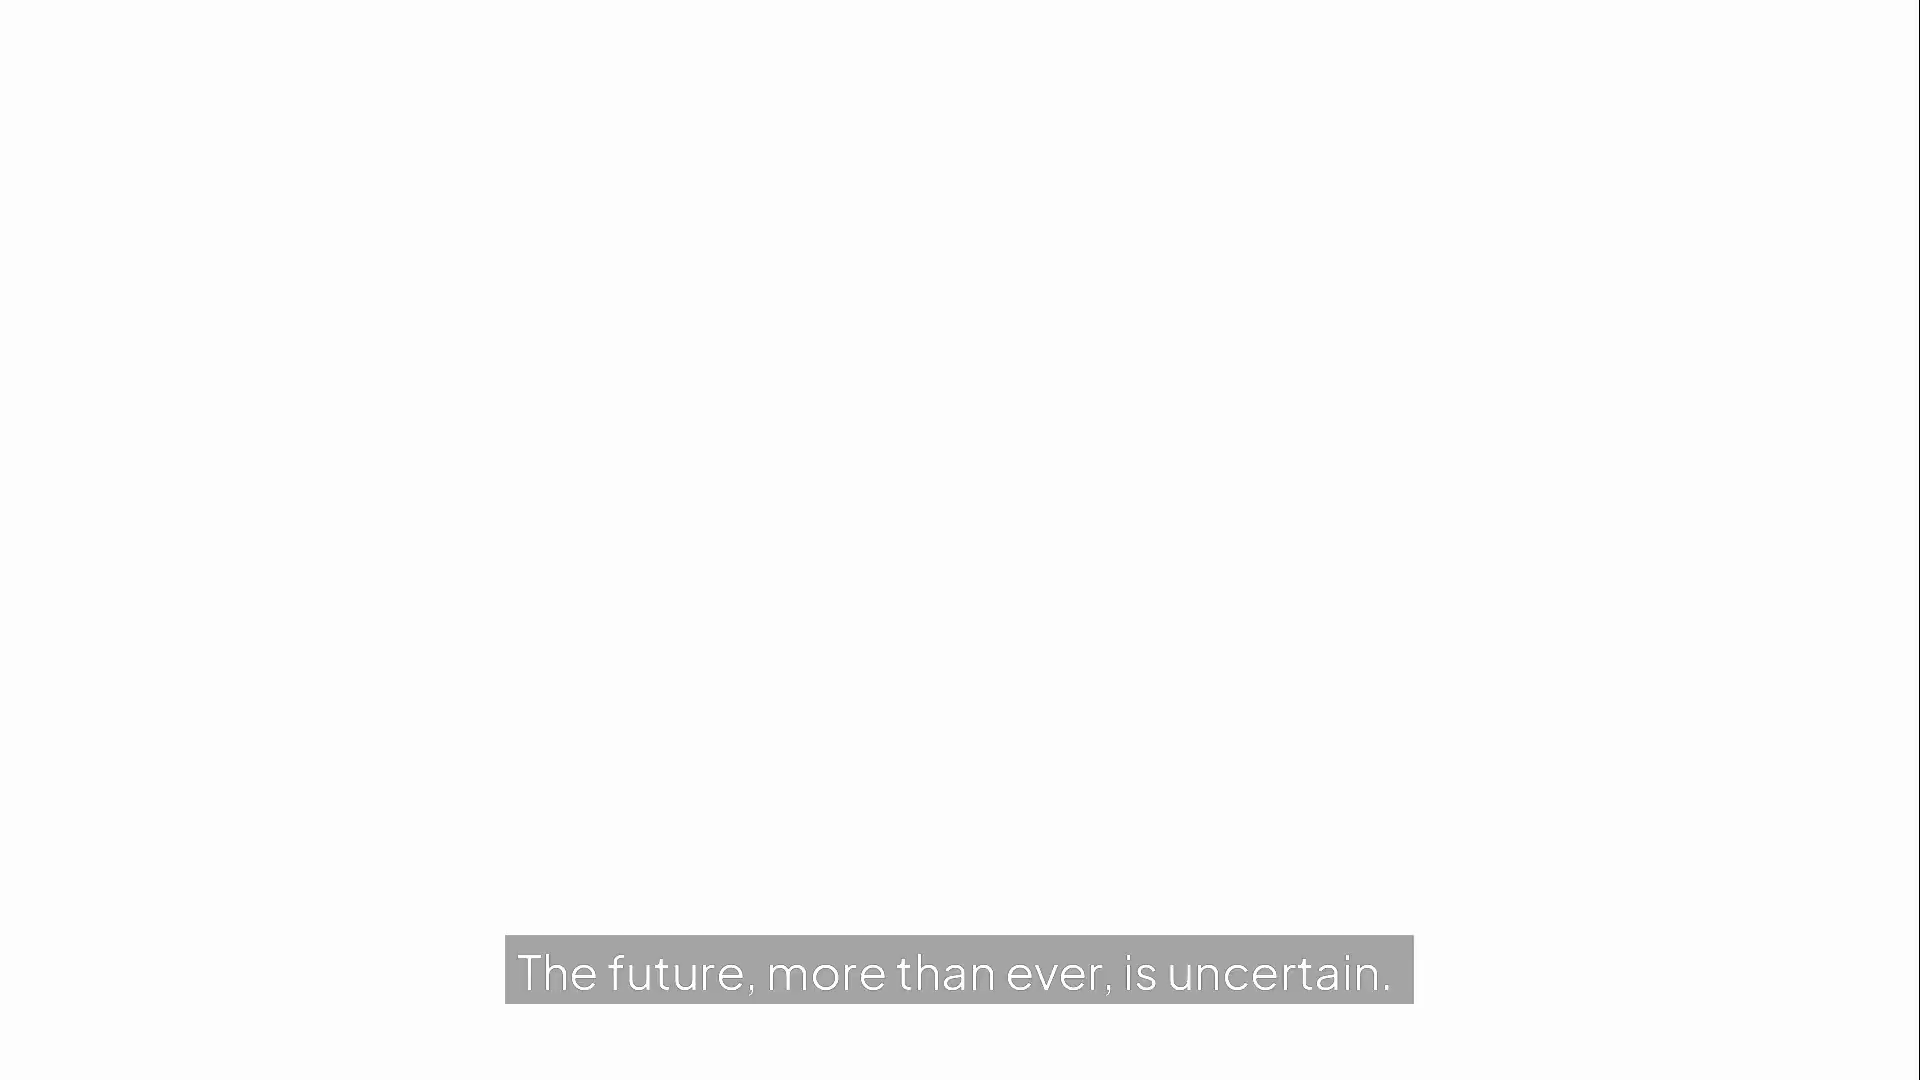 The future, more than ever, is uncertain.